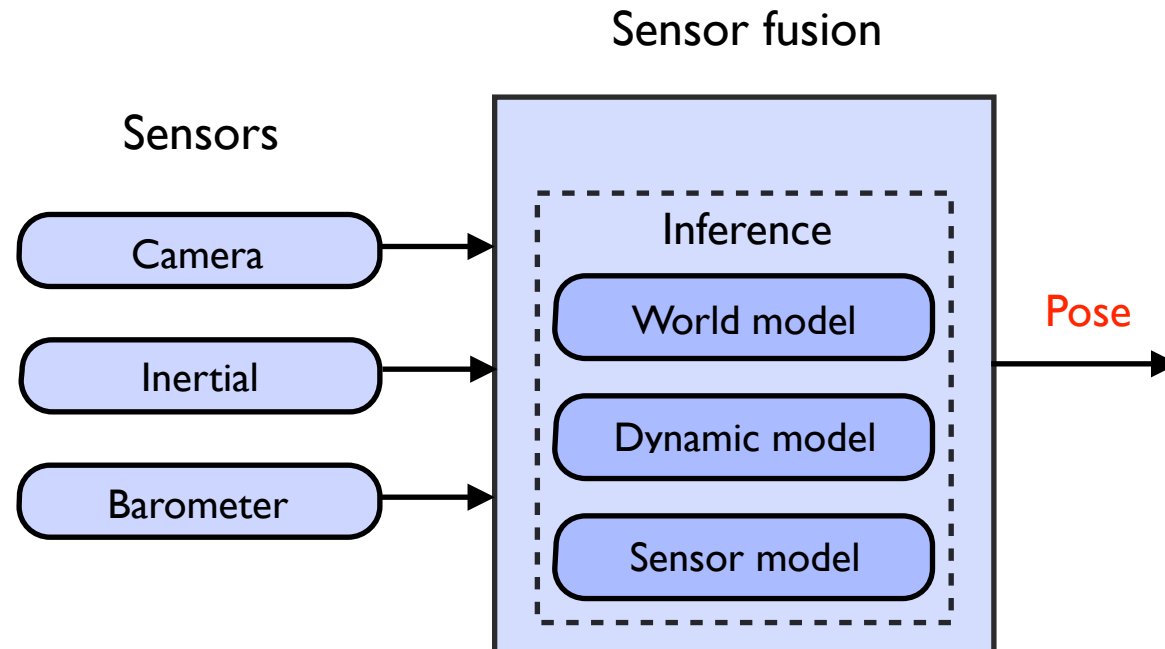 Sensor fusion
Sensors
Camera
Inertial
Barometer
Inference
World model
Dynamic model
Sensor model
Pose